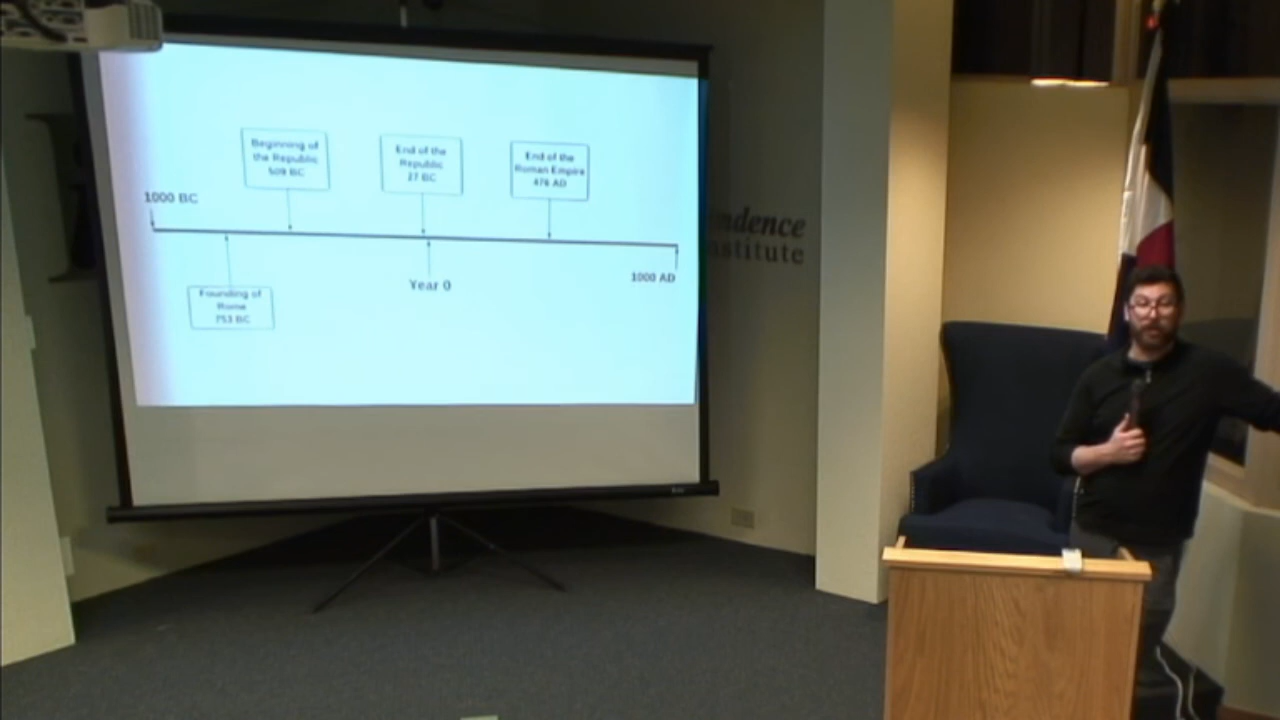 Beginning of
the Republic
509 BC
End of the
Republic
27 BC
End of the
Roman Empire
476 AD
1000 BC
1000 AD
Year 0
Founding of
Rome
753 BC
ndence
nstitute